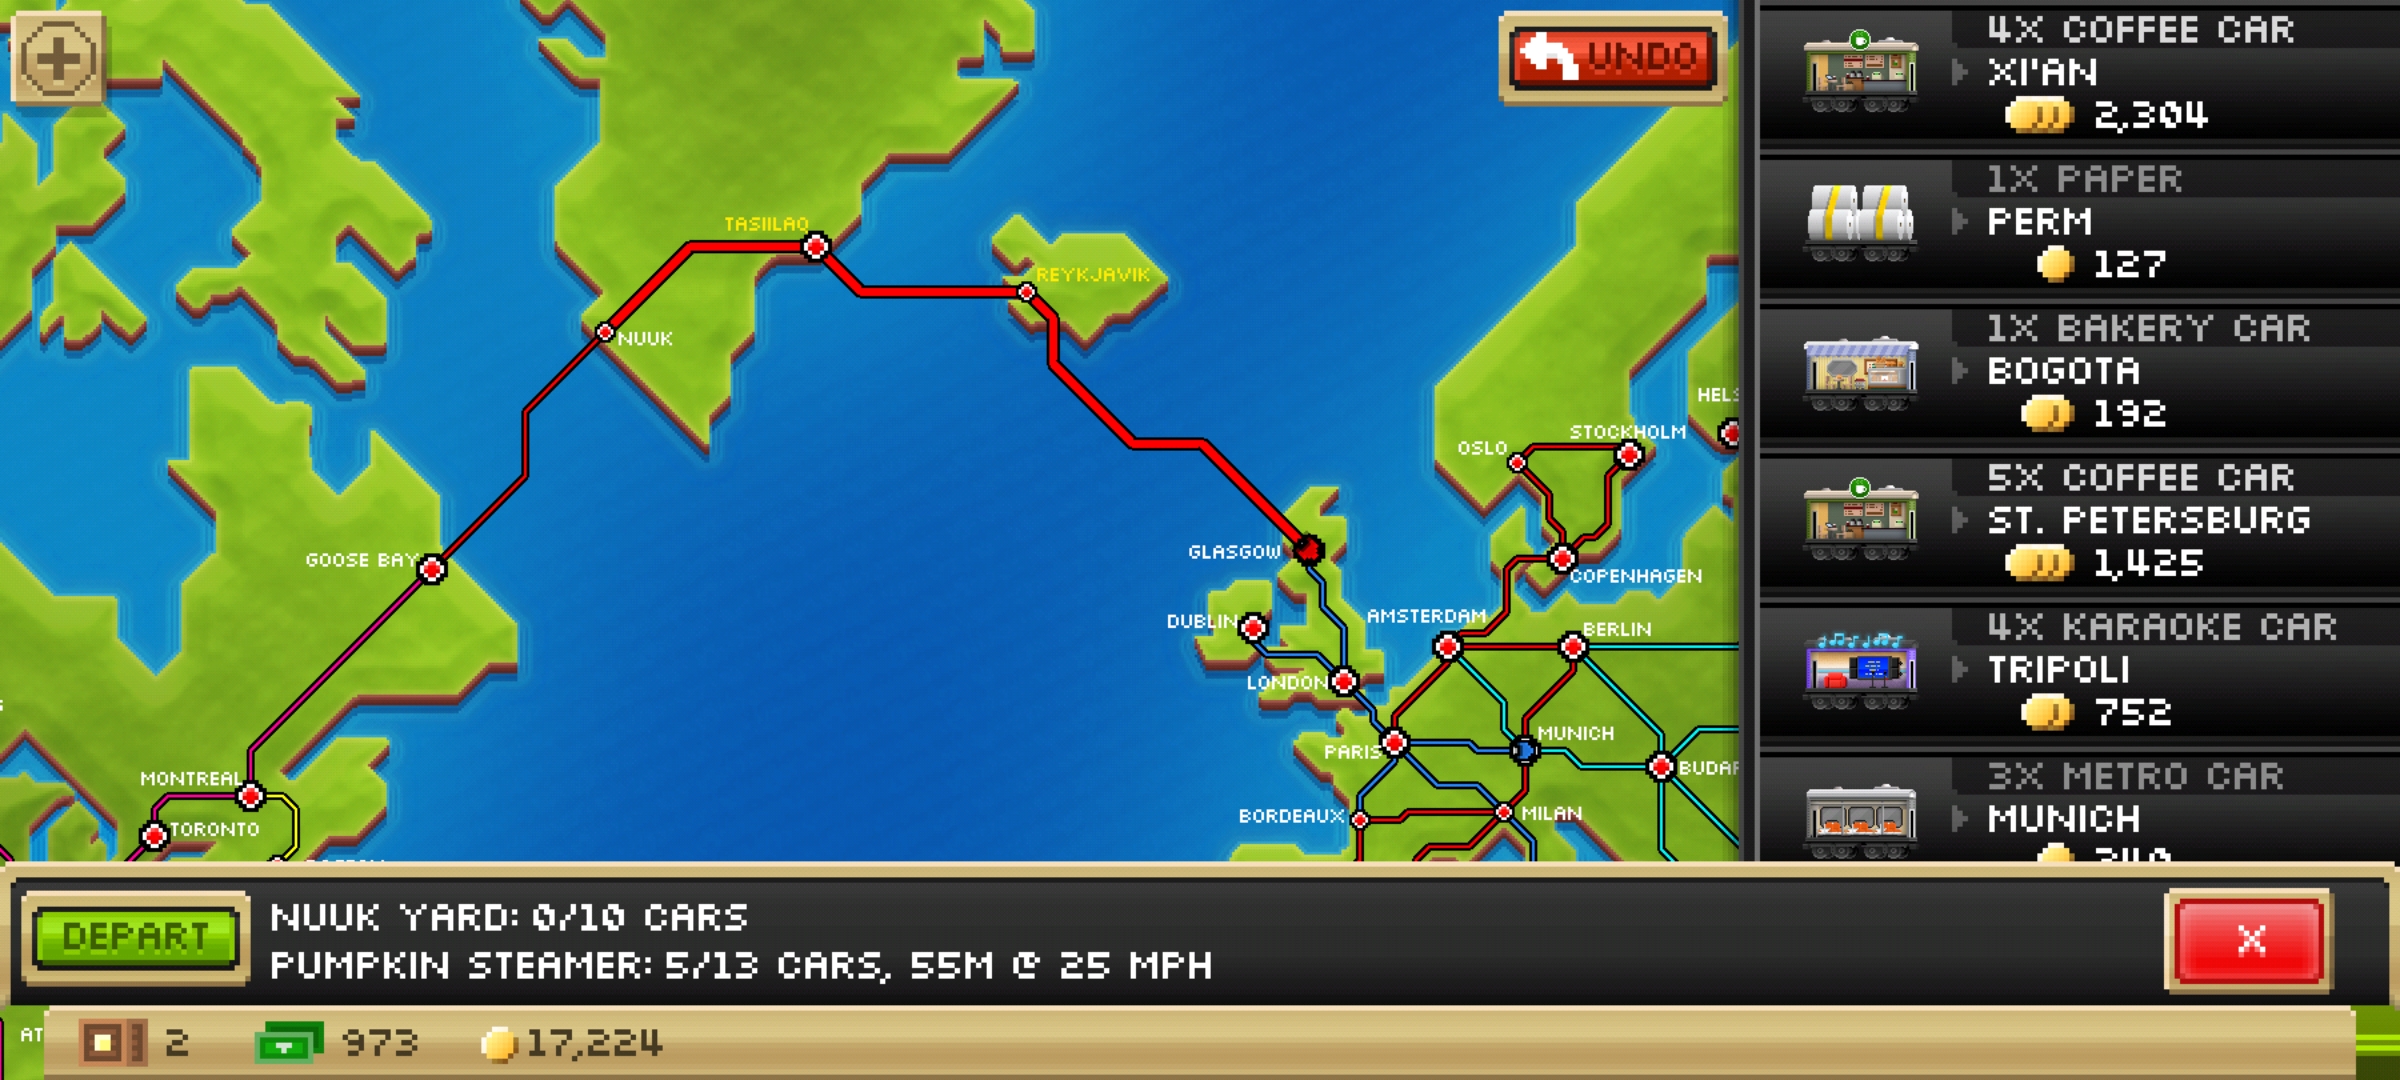 UNDO
TASIILAQ
REYKJAVIK
NUUK
GOOSE BAY
MONTREAL
TORONTO
GLASGOW
DUBLIN
LONDON
OSLO
STOCKHOLM
COPENHAGEN
AMSTERDAM
BERLIN
PARIS
MUNICH
BORDEAUX
MILAN
HELS
BUDAP
4X COFFEE CAR
XI'AN
2,304
1X PAPER
PERM
127
1X BAKERY CAR
BOGOTA
192
5X COFFEE CAR
ST. PETERSBURG
1,425
4X KARAOKE CAR
TRIPOLI
752
3X METRO CAR
MUNICH
DEPART
NUUK YARD: 0/10 CARS
PUMPKIN STEAMER: 5/13 CARS, 55M @ 25 MPH
X
AT
2
973
17,224